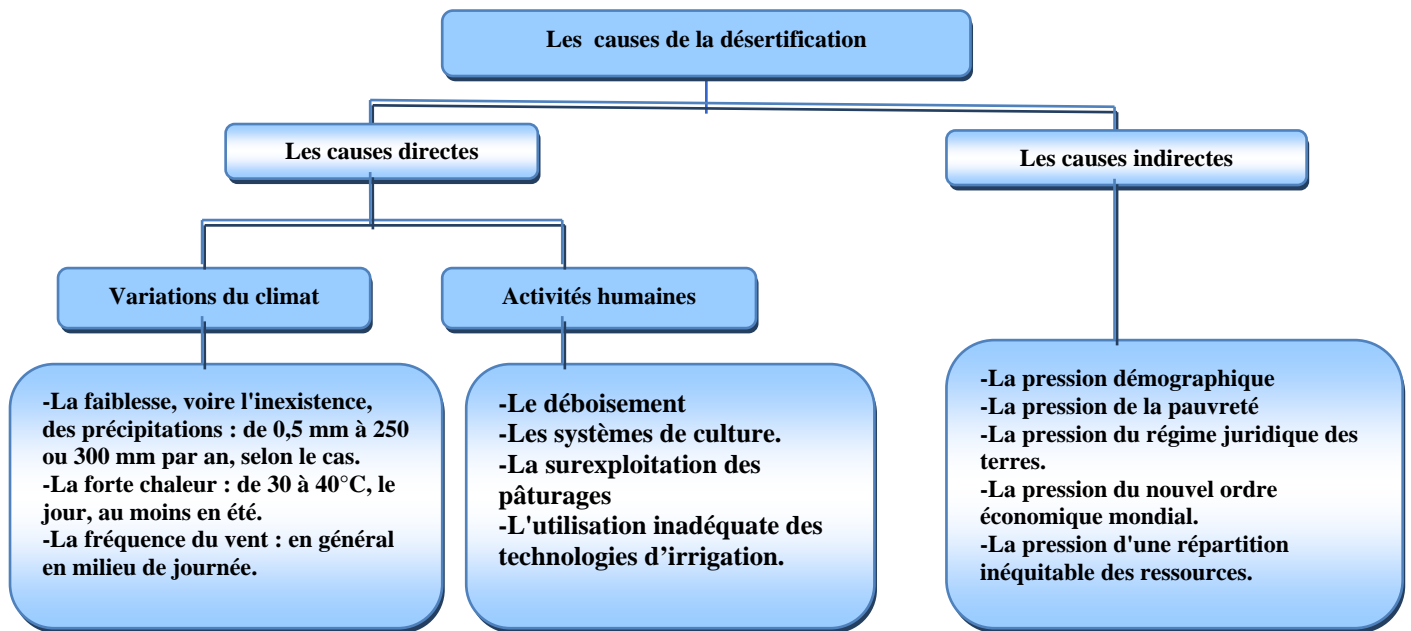 Les causes de la désertification
Les causes directes
Les causes indirectes
Variations du climat
Activités humaines
-La faiblesse, voire l'inexistence,
des précipitations : de 0,5 mm à 250
ou 300 mm par an, selon le cas.
-La forte chaleur : de 30 à 40°C, le
jour, au moins en été.
-La fréquence du vent : en général
en milieu de journée.
-Le déboisement
-Les systèmes de culture.
-La surexploitation des
pâturages
-L'utilisation inadéquate des
technologies d’irrigation.
-La pression démographique
-La pression de la pauvreté
-La pression du régime juridique des
terres.
-La pression du nouvel ordre
économique mondial.
-La pression d'une répartition
inéquitable des ressources.